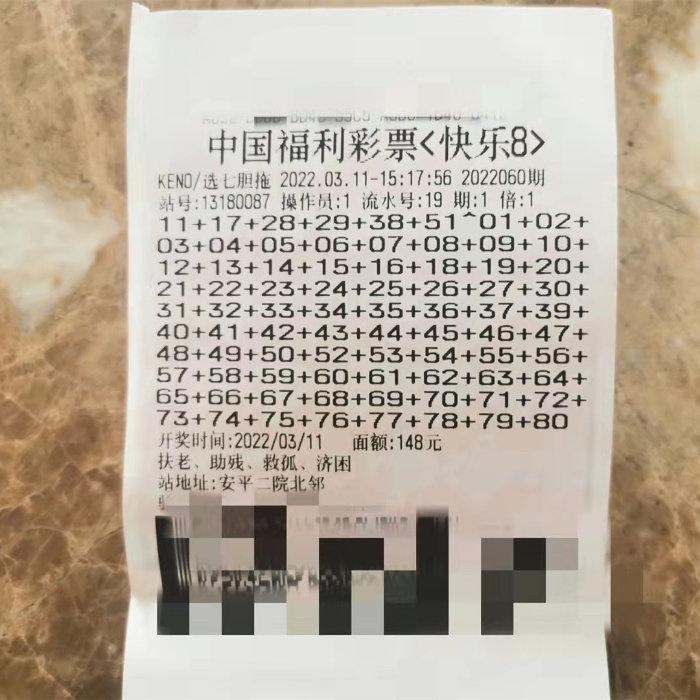 中国福利彩票<快乐8>
KENO/选七胆拖 2022.03.11-15:17:56 2022060期
站号:13180087 操作员:1 流水号:19 期:1 倍:1
11+17+28+29+38+51^01+02+
03+04+05+06+07+08+09+10+
12+13+14+15+16+18+19+20+
21+22+23+24+25+26+27+30+
31+32+33+34+35+36+37+39+
40+41+42+43+44+45+46+47+
48+49+50+52+53+54+55+56+
57+58+59+60+61+62+63+64+
65+66+67+68+69+70+71+72+
73+74+75+76+77+78+79+80
开奖时间:2022/03/11 面额:148元
扶老、助残、救孤、济困
站地址:安平二院北邻